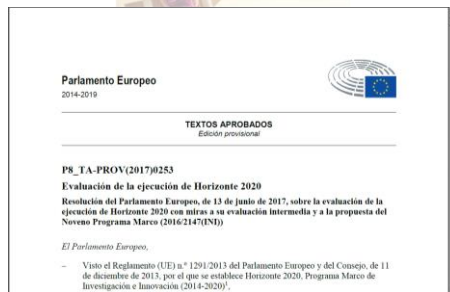 Parlamento Europeo
2014-2019
TEXTOS APROBADOS
Edición provisional
P8_TA-PROV(2017)0253
Evaluación de la ejecución de Horizonte 2020
Resolución del Parlamento Europeo, de 13 de junio de 2017, sobre la evaluación de la
ejecución de Horizonte 2020 con miras a su evaluación intermedia y a la propuesta del
Noveno Programa Marco (2016/2147(INI))
El Parlamento Europeo,
– Visto el Reglamento (UE) n.º 1291/2013 del Parlamento Europeo y del Consejo, de 11
de diciembre de 2013, por el que se establece Horizonte 2020, Programa Marco de
Investigación e Innovación (2014-2020)¹,